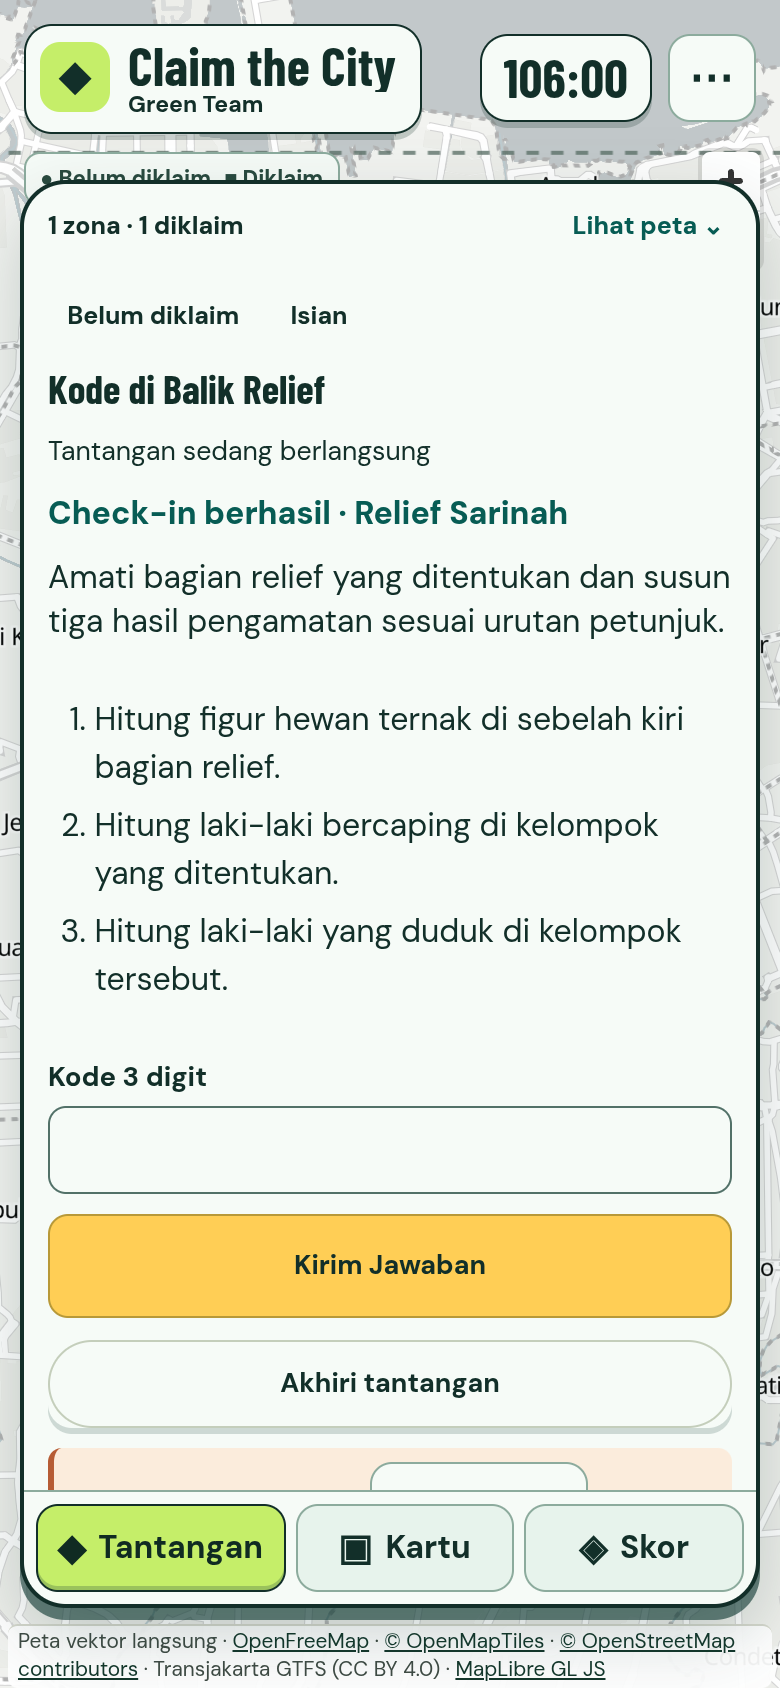 Claim the City
Green Team
106:00
...
Belum diklaim Diklaim
+
1 zona · 1 diklaim
Lihat peta
Belum diklaim Isian
Kode di Balik Relief
Tantangan sedang berlangsung
Check-in berhasil · Relief Sarinah
Amati bagian relief yang ditentukan dan susun
tiga hasil pengamatan sesuai urutan petunjuk.
1. Hitung figur hewan ternak di sebelah kiri
bagian relief.
2. Hitung laki-laki bercaping di kelompok
yang ditentukan.
3. Hitung laki-laki yang duduk di kelompok
tersebut.
Kode 3 digit
Kirim Jawaban
Akhiri tantangan
Tantangan
Kartu
Skor
Peta vektor langsung · OpenFreeMap · © OpenMapTiles · © OpenStreetMap
contributors · Transjakarta GTFS (CC BY 4.0) · MapLibre GL JS